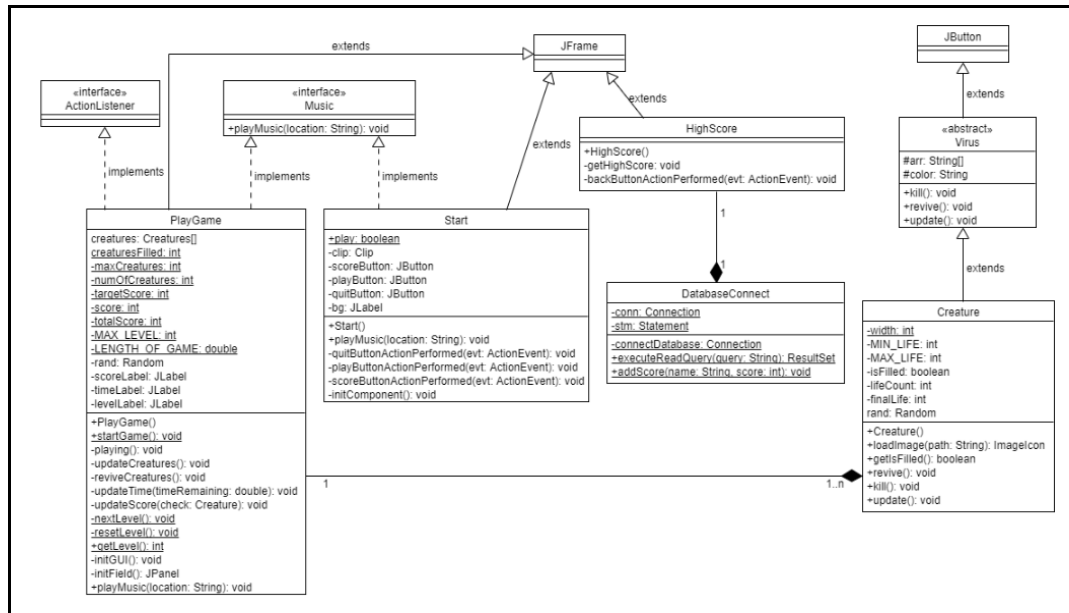 extends
JFrame
JButton
«interface»
ActionListener
«interface»
Music
+playMusic(location: String): void
extends
extends
HighScore
+HighScore()
-getHighScore: void
-backButtonActionPerformed(evt: ActionEvent): void
extends
«abstract»
Virus
#arr: String[]
#color: String
+kill(): void
+revive(): void
+update(): void
implements
implements
implements
PlayGame
creatures: Creatures[]
creaturesFilled: int
-maxCreatures: int
-numOfCreatures: int
-targetScore: int
-score: int
-totalScore: int
-MAX_LEVEL: int
-LENGTH_OF_GAME: double
-rand: Random
-scoreLabel: JLabel
-timeLabel: JLabel
-levelLabel: JLabel
+PlayGame()
+startGame(): void
-playing(): void
-updateCreatures(): void
-reviveCreatures(): void
-updateTime(timeRemaining: double): void
-updateScore(check: Creature): void
-nextLevel(): void
-resetLevel(): void
+getLevel(): int
-initGUI(): void
-initField(): JPanel
+playMusic(location: String): void
Start
+play: boolean
-clip: Clip
-scoreButton: JButton
-playButton: JButton
-quitButton: JButton
-bg: JLabel
+Start()
+playMusic(location: String): void
-quitButtonActionPerformed(evt: ActionEvent): void
-playButtonActionPerformed(evt: ActionEvent): void
-scoreButtonActionPerformed(evt: ActionEvent): void
-initComponent(): void
1
1
DatabaseConnect
-conn: Connection
-stm: Statement
-connectDatabase: Connection
+executeReadQuery(query: String): ResultSet
+addScore(name: String, score: int): void
extends
Creature
-width: int
-MIN_LIFE: int
-MAX_LIFE: int
-isFilled: boolean
-lifeCount: int
-finalLife: int
rand: Random
+Creature()
+loadImage(path: String): ImageIcon
+getIsFilled(): boolean
+revive(): void
+kill(): void
+update(): void
1
1..n